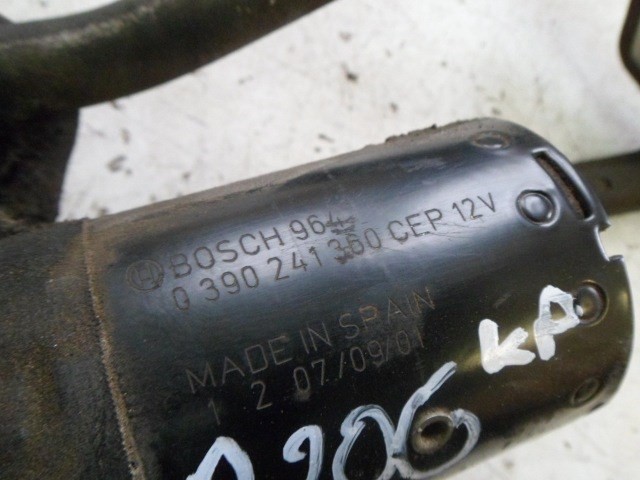 BOSCH 964
0 390 241 360 CEP 12V
MADE IN SPAIN
1 2 07/09/01
206 KP